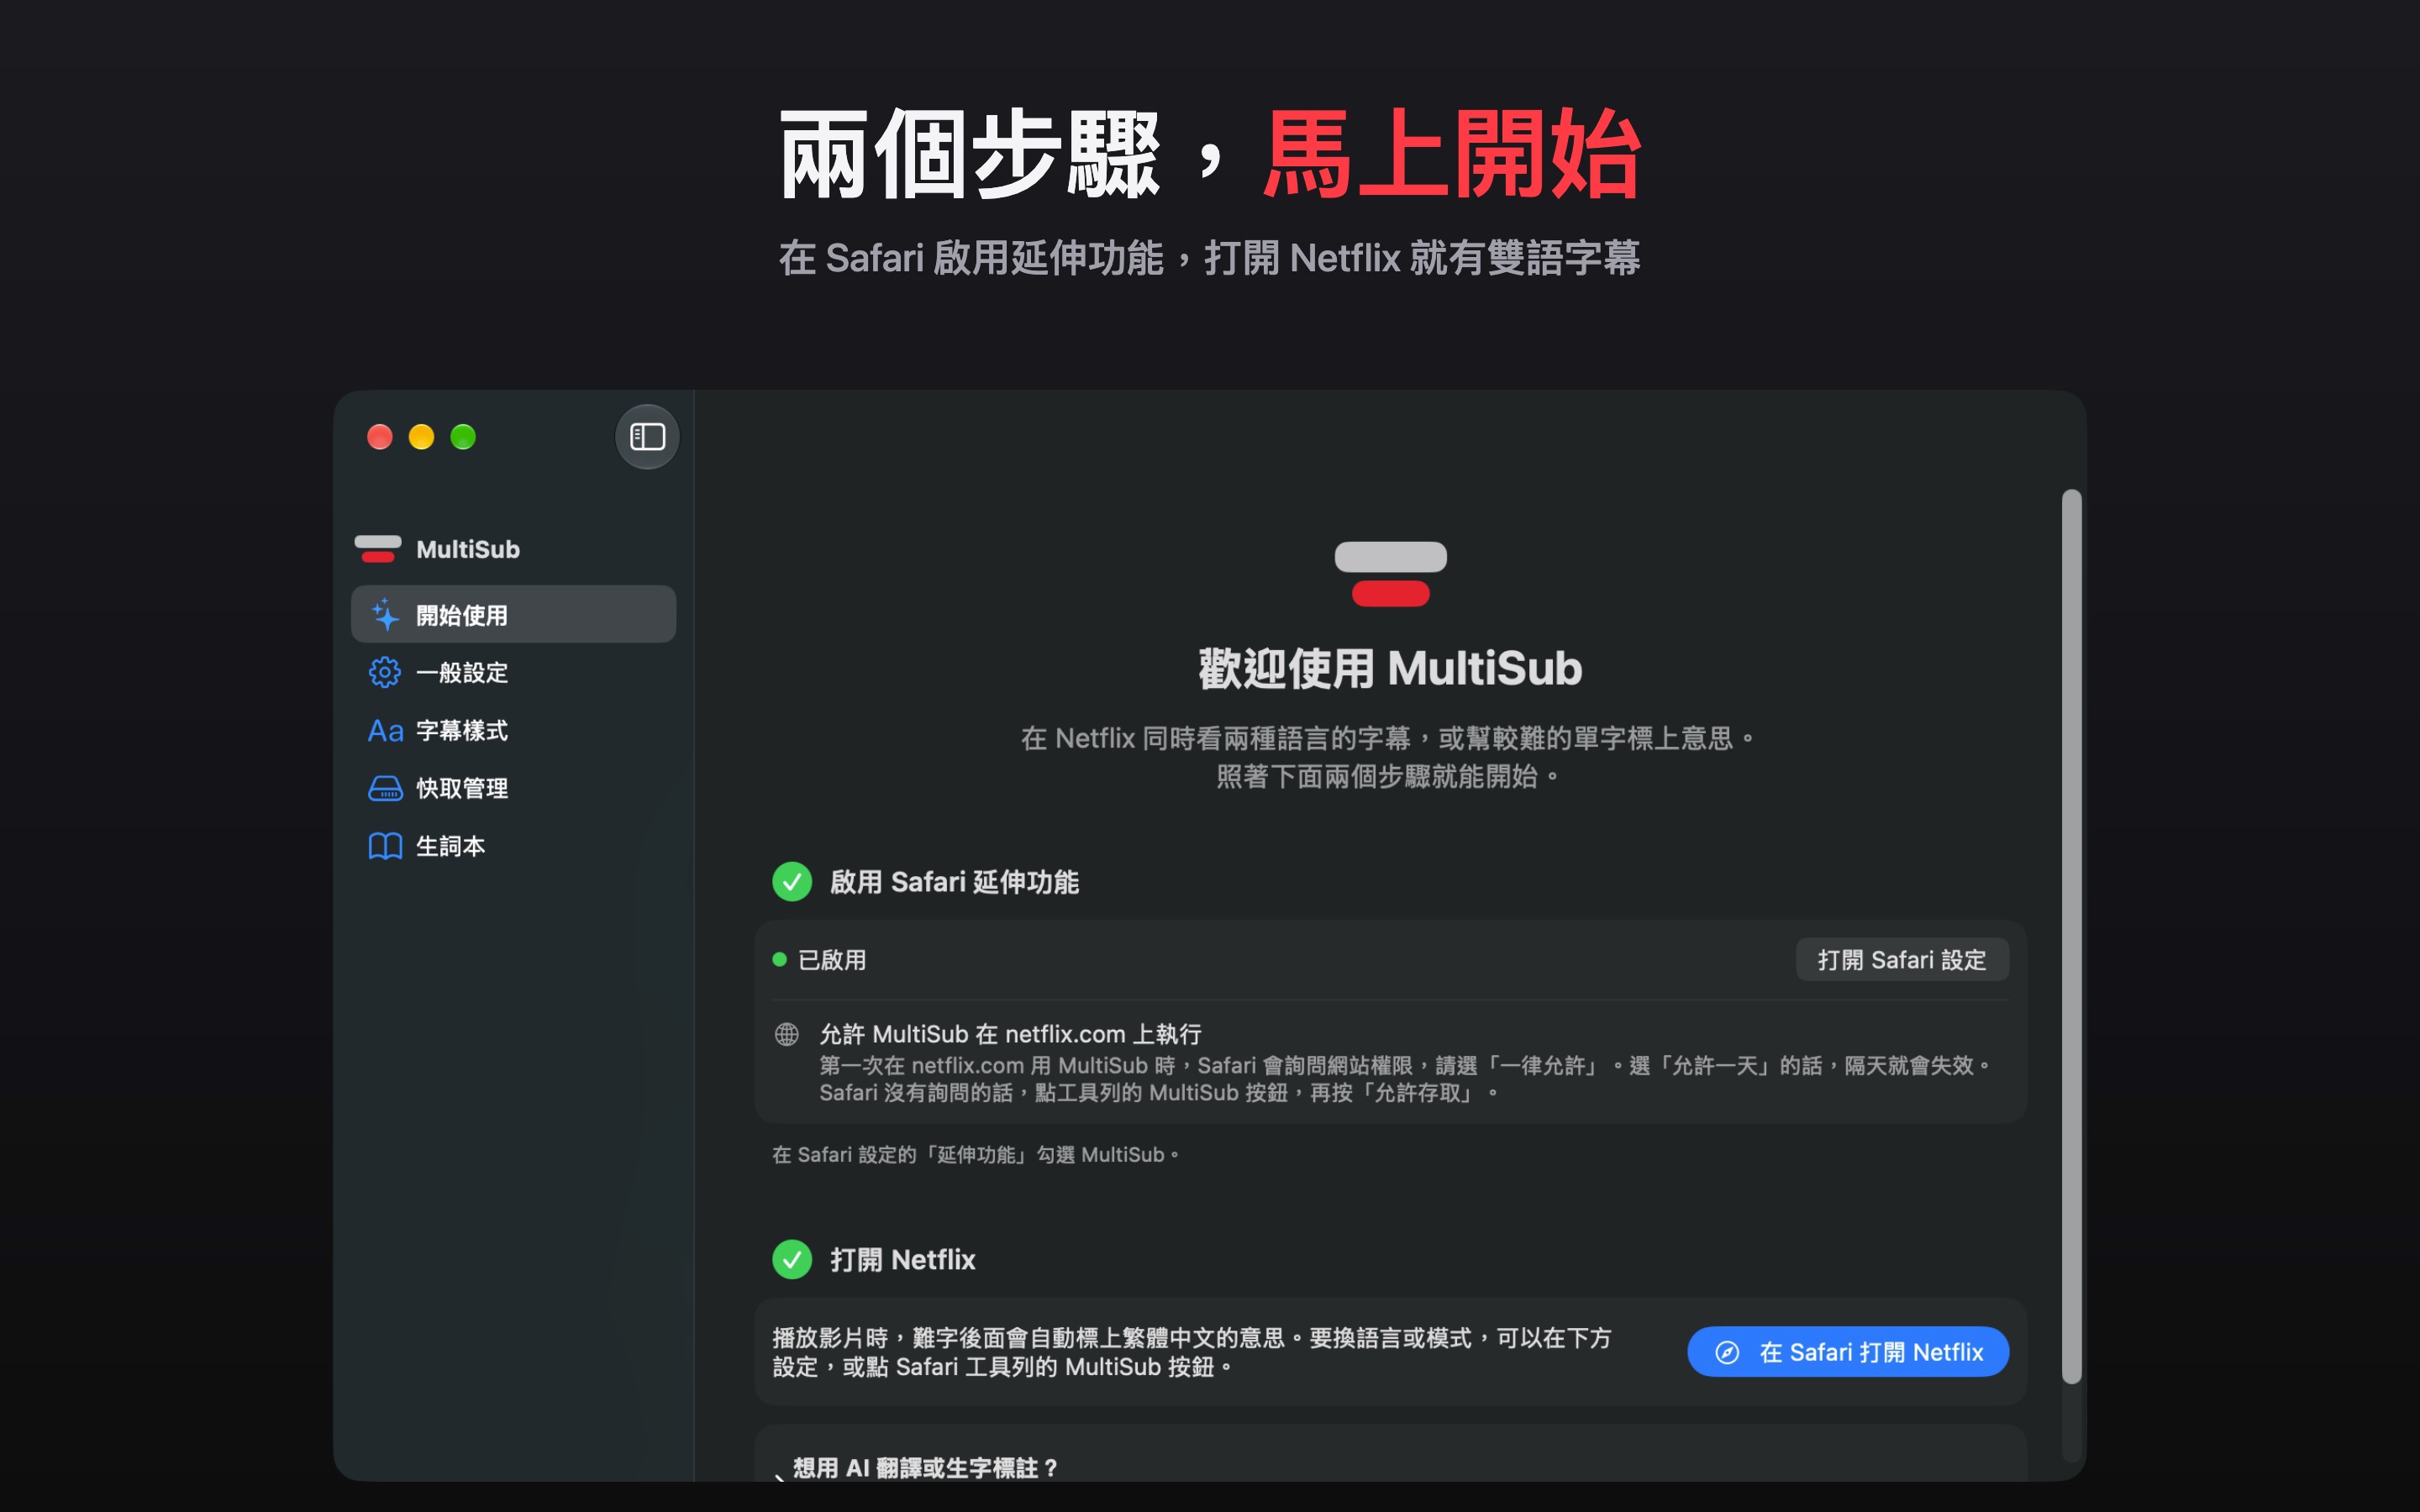 兩個步驟，馬上開始
在 Safari 啟用延伸功能，打開 Netflix 就有雙語字幕
MultiSub
開始使用
一般設定
Aa 字幕樣式
快取管理
生詞本
歡迎使用 MultiSub
在 Netflix 同時看兩種語言的字幕，或幫較難的單字標上意思。
照著下面兩個步驟就能開始。
啟用 Safari 延伸功能
已啟用
打開 Safari 設定
允許 MultiSub 在 netflix.com 上執行
第一次在 netflix.com 用 MultiSub 時，Safari 會詢問網站權限，請選「一律允許」。選「允許一天」的話，隔天就會失效。
Safari 沒有詢問的話，點工具列的 MultiSub 按鈕，再按「允許存取」。
在 Safari 設定的「延伸功能」勾選 MultiSub。
打開 Netflix
播放影片時，難字後面會自動標上繁體中文的意思。要換語言或模式，可以在下方
設定，或點 Safari 工具列的 MultiSub 按鈕。
在 Safari 打開 Netflix
想用 AI 翻譯或生字標註？